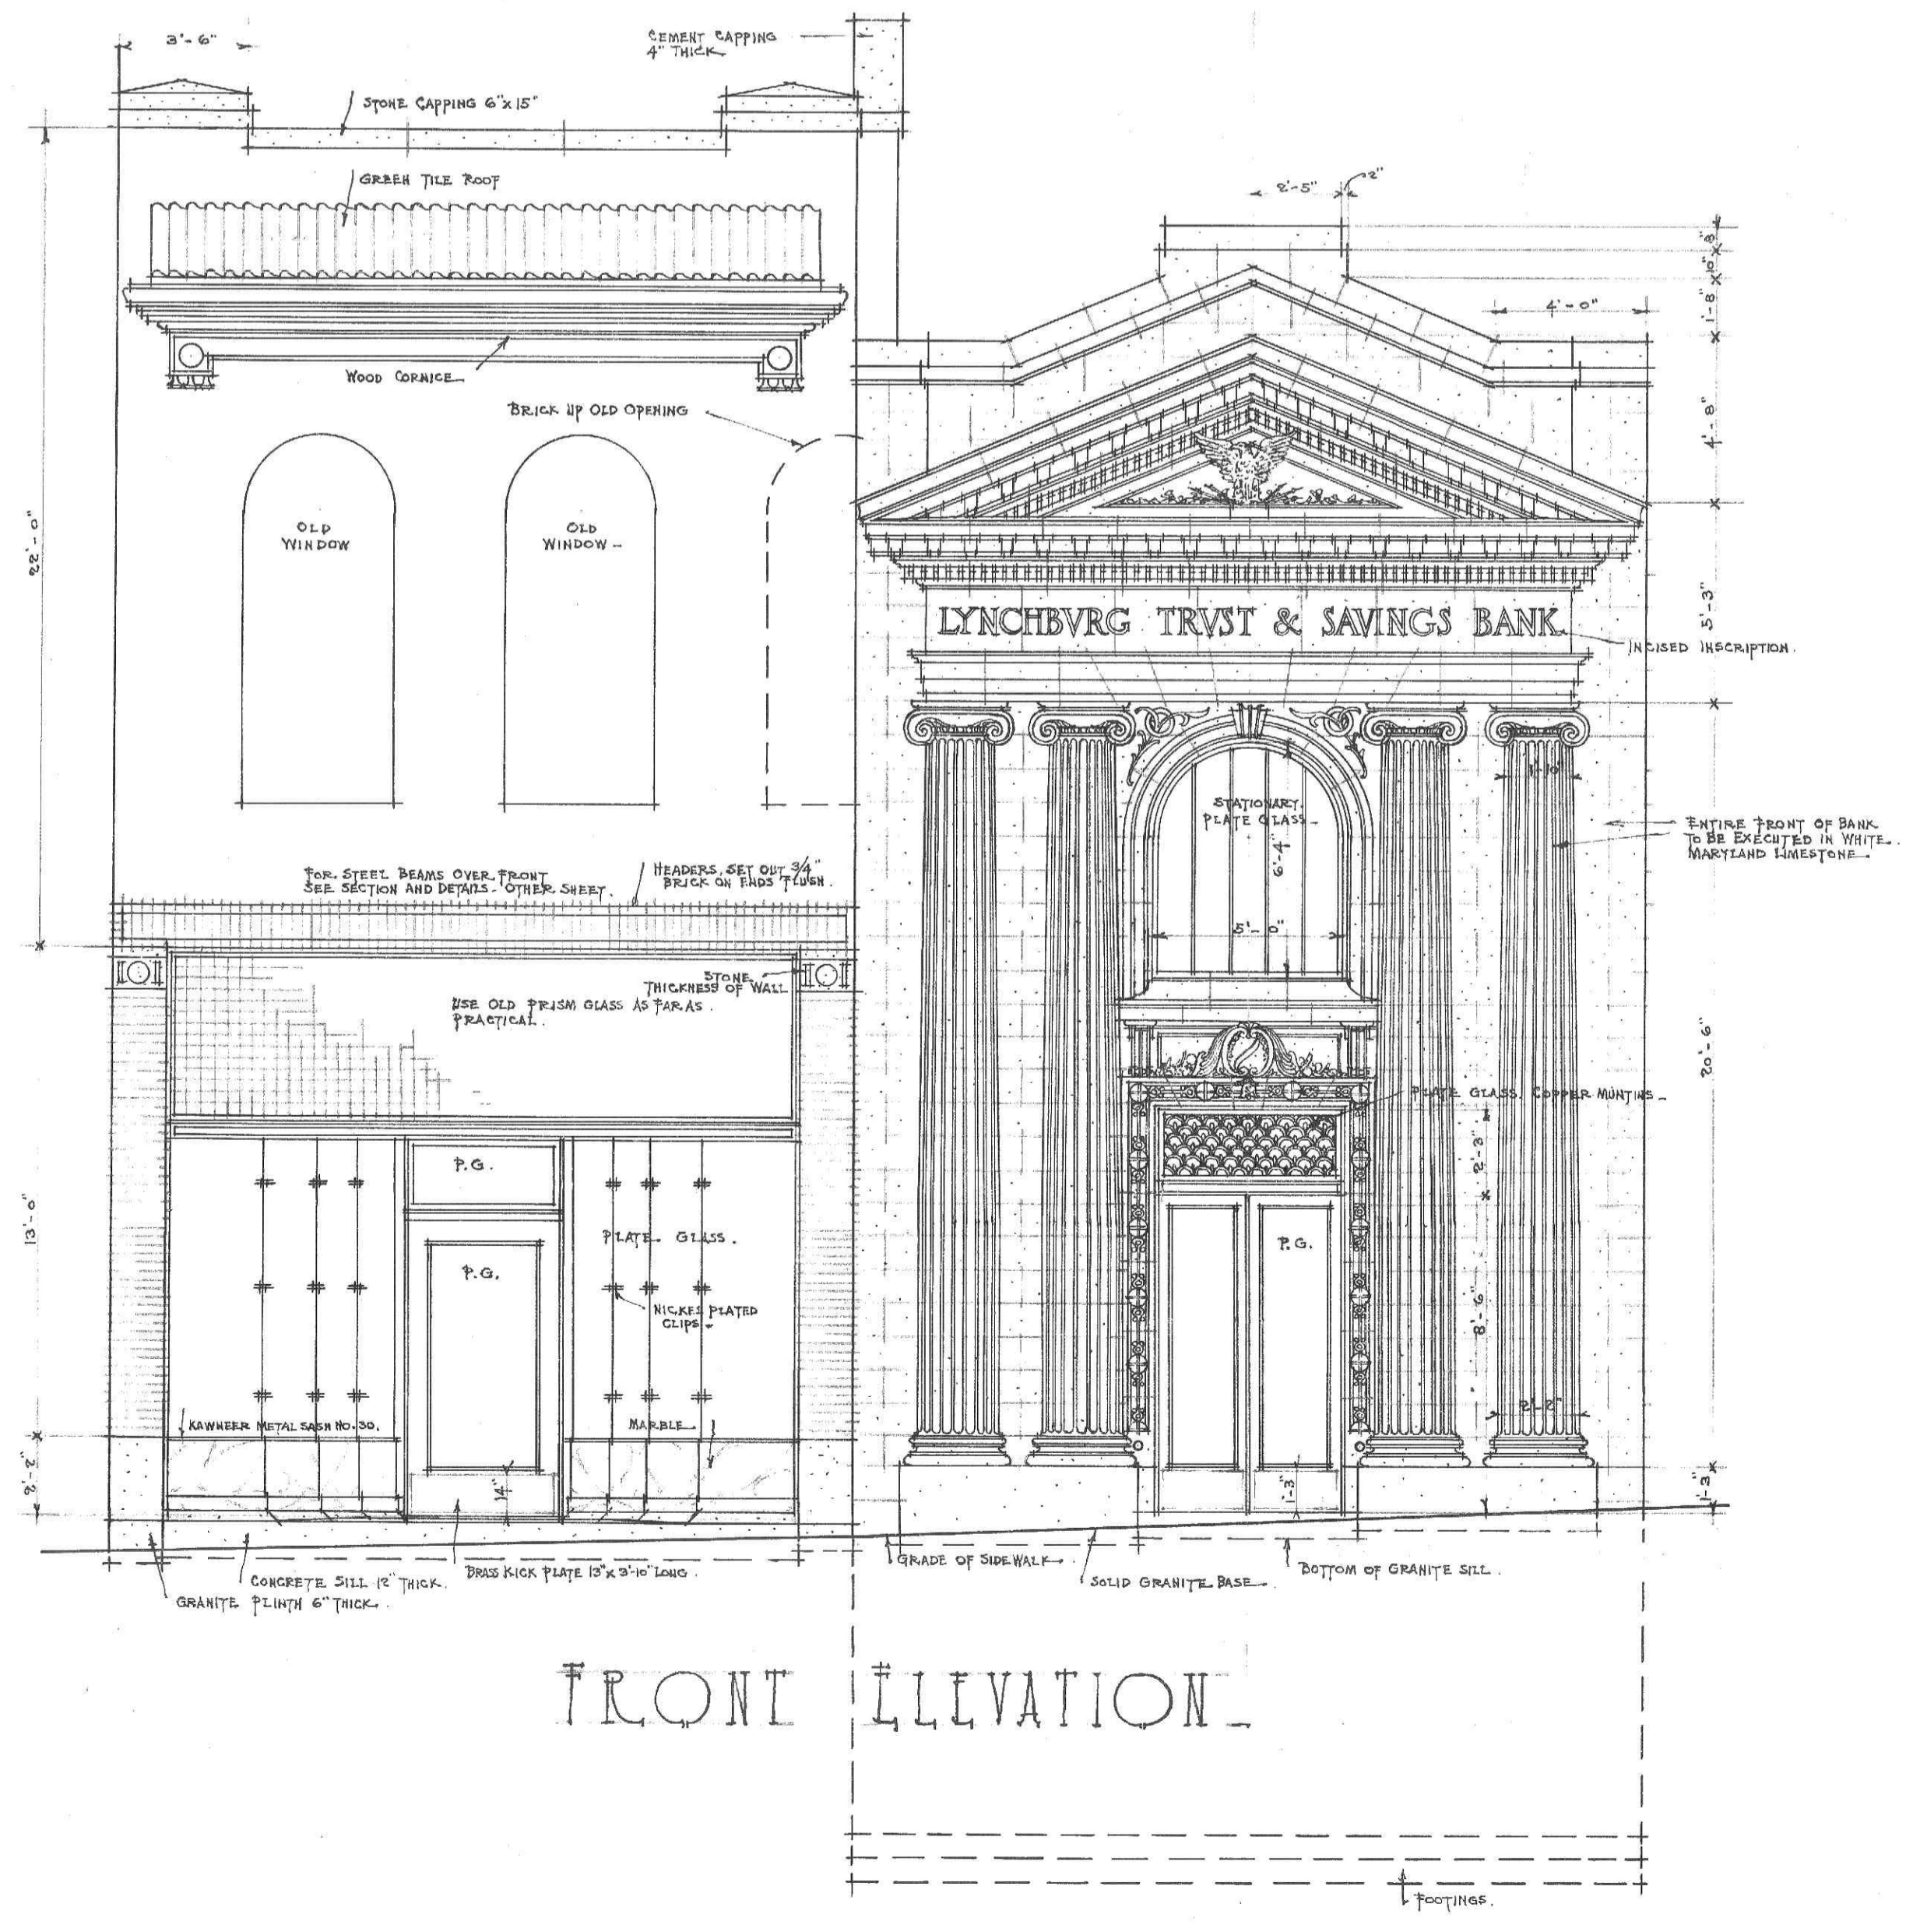 3'-6"
CEMENT CAPPING
4" THICK
STONE CAPPING 6"x15"
GREEN TILE ROOF
2'-5"
2"
8"
10"
1'-8"
4'-0"
WOOD CORNICE
BRICK UP OLD OPENING
4'-8"
OLD
WINDOW
OLD
WINDOW
22'-0"
LYNCHBVRG TRVST & SAVINGS BANK
5'-3"
INCISED INSCRIPTION.
1'-10"
STATIONARY.
PLATE GLASS
6'-4"
5'-0"
ENTIRE FRONT OF BANK
TO BE EXECUTED IN WHITE.
MARYLAND LIMESTONE
FOR STEEL BEAMS OVER FRONT
SEE SECTION AND DETAILS - OTHER SHEET.
HEADERS, SET OUT 3/4"
BRICK ON ENDS FLUSH.
STONE
THICKNESS OF WALL
USE OLD PRISM GLASS AS FAR AS
PRACTICAL.
20'-6"
PLATE GLASS. COPPER MUNTINS
P.G.
2'-3"
13'-0"
PLATE GLASS.
P.G.
P.G.
NICKEL PLATED
CLIPS
8'-6"
KAWNEER METAL SASH NO. 30.
MARBLE
2'-2"
2'-2"
14"
1'-3"
1'-3"
GRADE OF SIDEWALK
BOTTOM OF GRANITE SILL.
SOLID GRANITE BASE
CONCRETE SILL 12" THICK.
BRASS KICK PLATE 13"x3'-10" LONG.
GRANITE PLINTH 6" THICK.
FRONT ELEVATION
FOOTINGS.